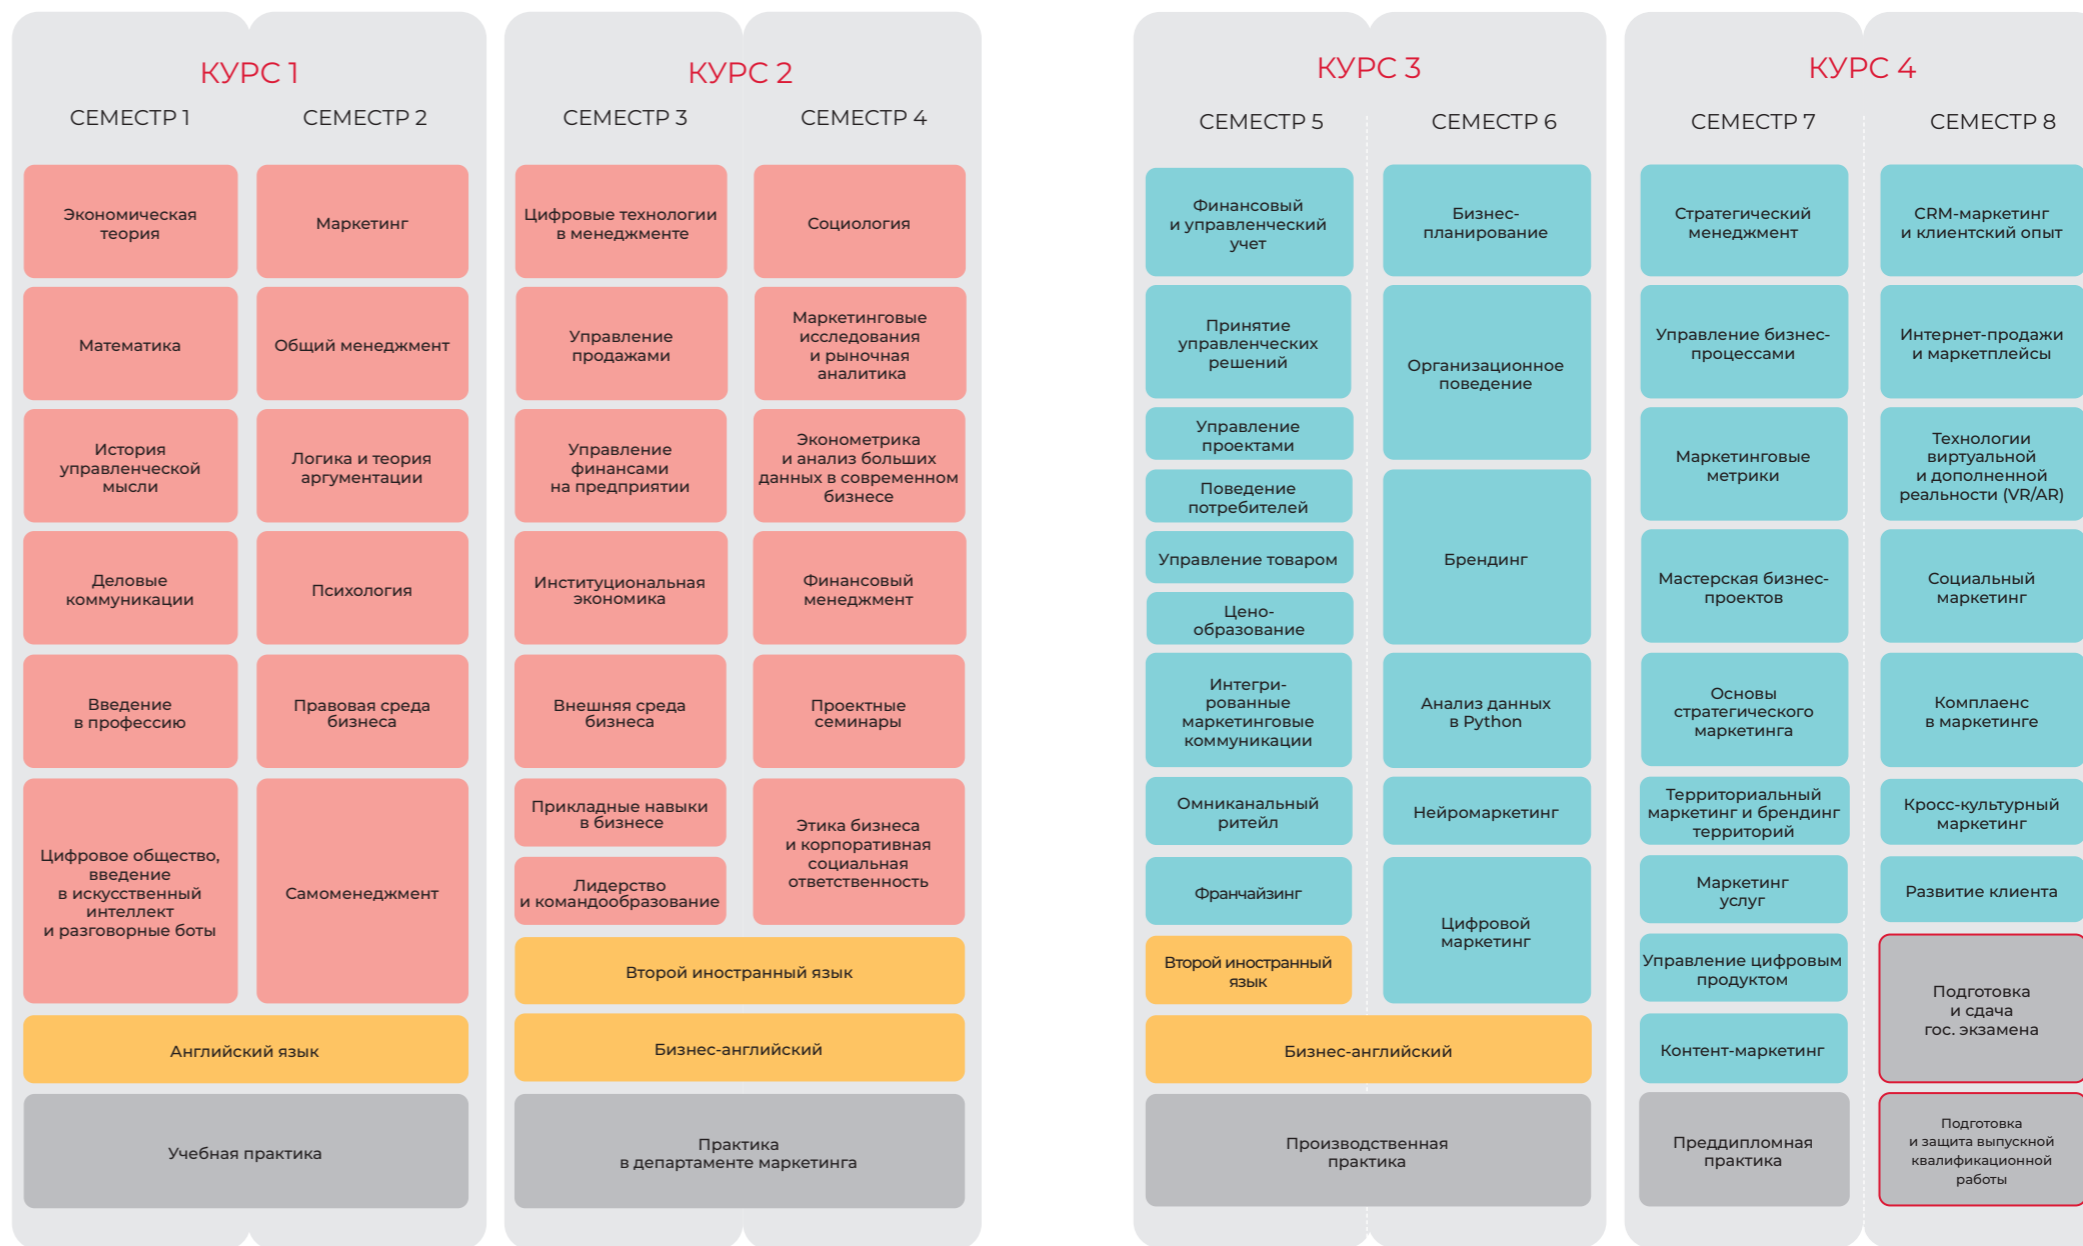 КУРС 1
СЕМЕСТР 1
Экономическая
теория
Математика
История
управленческой
мысли
Деловые
коммуникации
Введение
в профессию
Цифровое общество,
введение
в искусственный
интеллект
и разговорные боты
СЕМЕСТР 2
Маркетинг
Общий менеджмент
Логика и теория
аргументации
Психология
Правовая среда
бизнеса
Самоменеджмент
Английский язык
Учебная практика
КУРС 2
СЕМЕСТР 3
Цифровые технологии
в менеджменте
Управление
продажами
Управление
финансами
на предприятии
Институциональная
экономика
Внешняя среда
бизнеса
Прикладные навыки
в бизнесе
Лидерство
и командообразование
СЕМЕСТР 4
Социология
Маркетинговые
исследования
и рыночная
аналитика
Эконометрика
и анализ больших
данных в современном
бизнесе
Финансовый
менеджмент
Проектные
семинары
Этика бизнеса
и корпоративная
социальная
ответственность
Второй иностранный язык
Бизнес-английский
Практика
в департаменте маркетинга
КУРС 3
СЕМЕСТР 5
Финансовый
и управленческий
учет
Принятие
управленческих
решений
Управление
проектами
Поведение
потребителей
Управление товаром
Цено-
образование
Интегри-
рованные
маркетинговые
коммуникации
Омниканальный
ритейл
Франчайзинг
Второй иностранный
язык
СЕМЕСТР 6
Бизнес-
планирование
Организационное
поведение
Брендинг
Анализ данных
в Python
Нейромаркетинг
Цифровой
маркетинг
Бизнес-английский
Производственная
практика
КУРС 4
СЕМЕСТР 7
Стратегический
менеджмент
Управление бизнес-
процессами
Маркетинговые
метрики
Мастерская бизнес-
проектов
Основы
стратегического
маркетинга
Территориальный
маркетинг и брендинг
территорий
Маркетинг
услуг
Управление цифровым
продуктом
Контент-маркетинг
Преддипломная
практика
СЕМЕСТР 8
CRM-маркетинг
и клиентский опыт
Интернет-продажи
и маркетплейсы
Технологии
виртуальной
и дополненной
реальности (VR/AR)
Социальный
маркетинг
Комплаенс
в маркетинге
Кросс-культурный
маркетинг
Развитие клиента
Подготовка
и сдача
гос. экзамена
Подготовка
и защита выпускной
квалификационной
работы